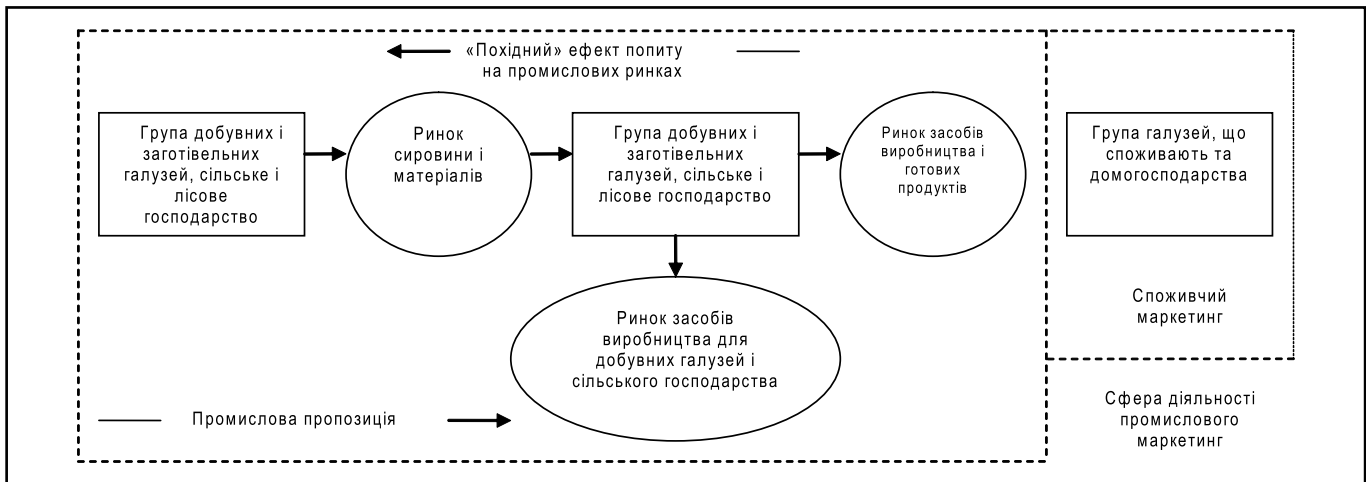 «Похідний» ефект попиту
на промислових ринках
Група добувних і
заготівельних
галузей, сільське і
лісове
господарство
Ринок
сировини і
матеріалів
Група добувних і
заготівельних
галузей, сільське і
лісове господарство
Ринок засобів
виробництва і
готових
продуктів
Група галузей, що
споживають та
домогосподарства
Ринок засобів
виробництва для
добувних галузей і
сільського господарства
Споживчий
маркетинг
Промислова пропозиція
Сфера діяльності
промислового
маркетинг